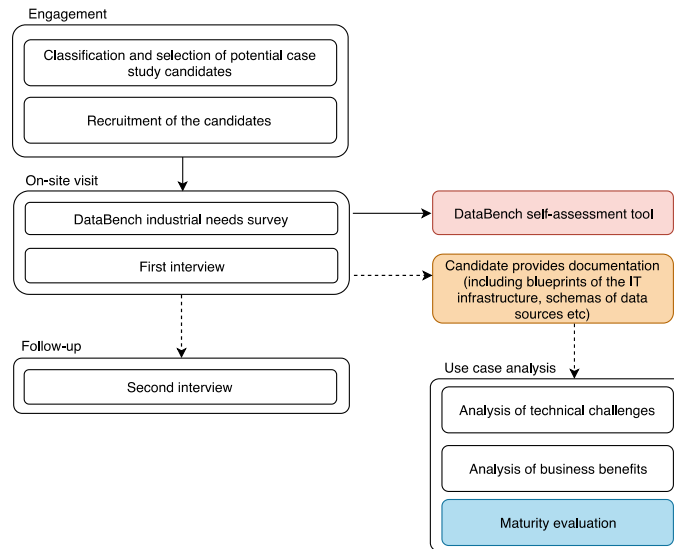 Engagement
Classification and selection of potential case
study candidates
Recruitment of the candidates
On-site visit
DataBench industrial needs survey
First interview
DataBench self-assessment tool
Candidate provides documentation
(including blueprints of the IT
infrastructure, schemas of data
sources etc)
Follow-up
Second interview
Use case analysis
Analysis of technical challenges
Analysis of business benefits
Maturity evaluation